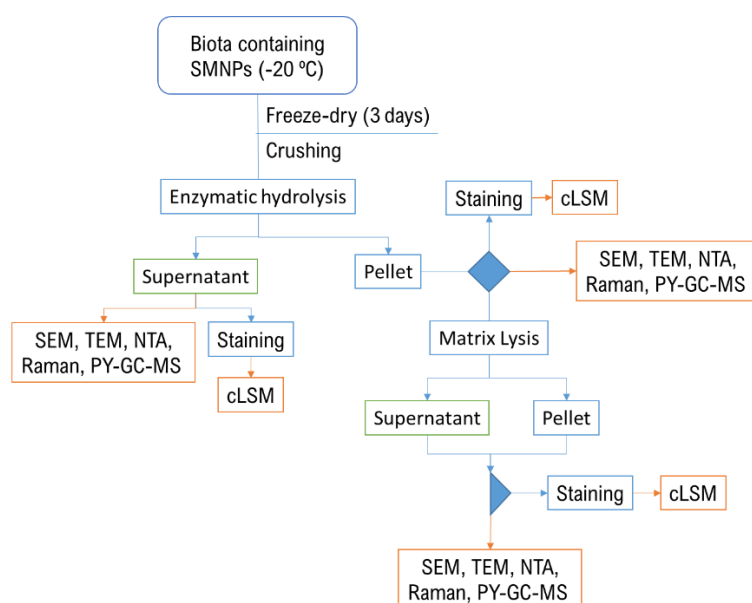 Biota containing
SMNPs (-20 ºC)
Freeze-dry (3 days)
Crushing
Enzymatic hydrolysis
Staining
cLSM
Supernatant
Pellet
SEM, TEM, NTA,
Raman, PY-GC-MS
SEM, TEM, NTA,
Raman, PY-GC-MS
Staining
cLSM
Matrix Lysis
Supernatant
Pellet
Staining
cLSM
SEM, TEM, NTA,
Raman, PY-GC-MS